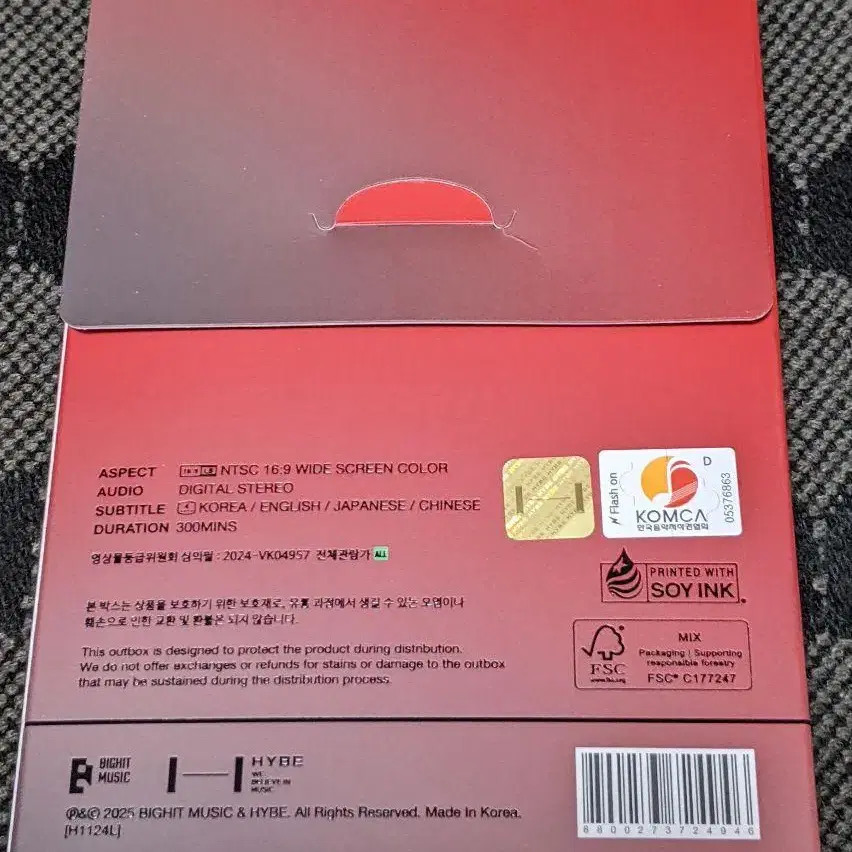 ASPECT 16:9 LB NTSC 16:9 WIDE SCREEN COLOR
AUDIO DIGITAL STEREO
SUBTITLE KOREA / ENGLISH / JAPANESE / CHINESE
DURATION 300MINS
영상물등급위원회 심의필 : 2024-VK04957 전체관람가 ALL
Flash on
D
KOMCA
한국음악저작권협회
05376863
PRINTED WITH
SOY INK
본 박스는 상품을 보호하기 위한 보호재로, 유통 과정에서 생길 수 있는 오염이나
훼손으로 인한 교환 및 환불은 되지 않습니다.
This outbox is designed to protect the product during distribution.
We do not offer exchanges or refunds for stains or damage to the outbox
that may be sustained during the distribution process.
FSC
www.fsc.org
MIX
Packaging | Supporting
responsible forestry
FSC® C177247
BIGHIT
MUSIC
HYBE
WE
BELIEVE IN
MUSIC
℗&© 2025 BIGHIT MUSIC & HYBE. All Rights Reserved. Made in Korea.
[H1124L]
8800273724946